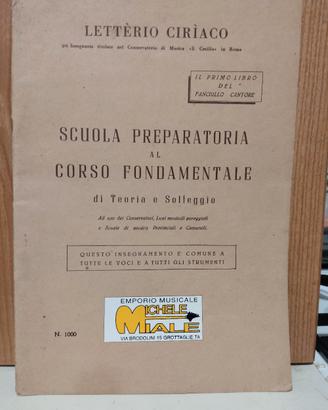 LETTÈRIO CIRÌACO
già Insegnante titolare nel Conservatorio di Musica «S. Cecilia» in Roma
IL PRIMO LIBRO
DEL
FANCIULLO CANTORE
SCUOLA PREPARATORIA
AL
CORSO FONDAMENTALE
di Teoria e Solfeggio
Ad uso dei Conservatori, Licei musicali pareggiati
e Scuole di musica Provinciali e Comunali.
QUESTO INSEGNAMENTO È COMUNE A
TUTTE LE VOCI E A TUTTI GLI STRUMENTI
EMPORIO MUSICALE
MICHELE
MIALE
VIA BRODOLINI 15 GROTTAGLIE TA
N. 1000